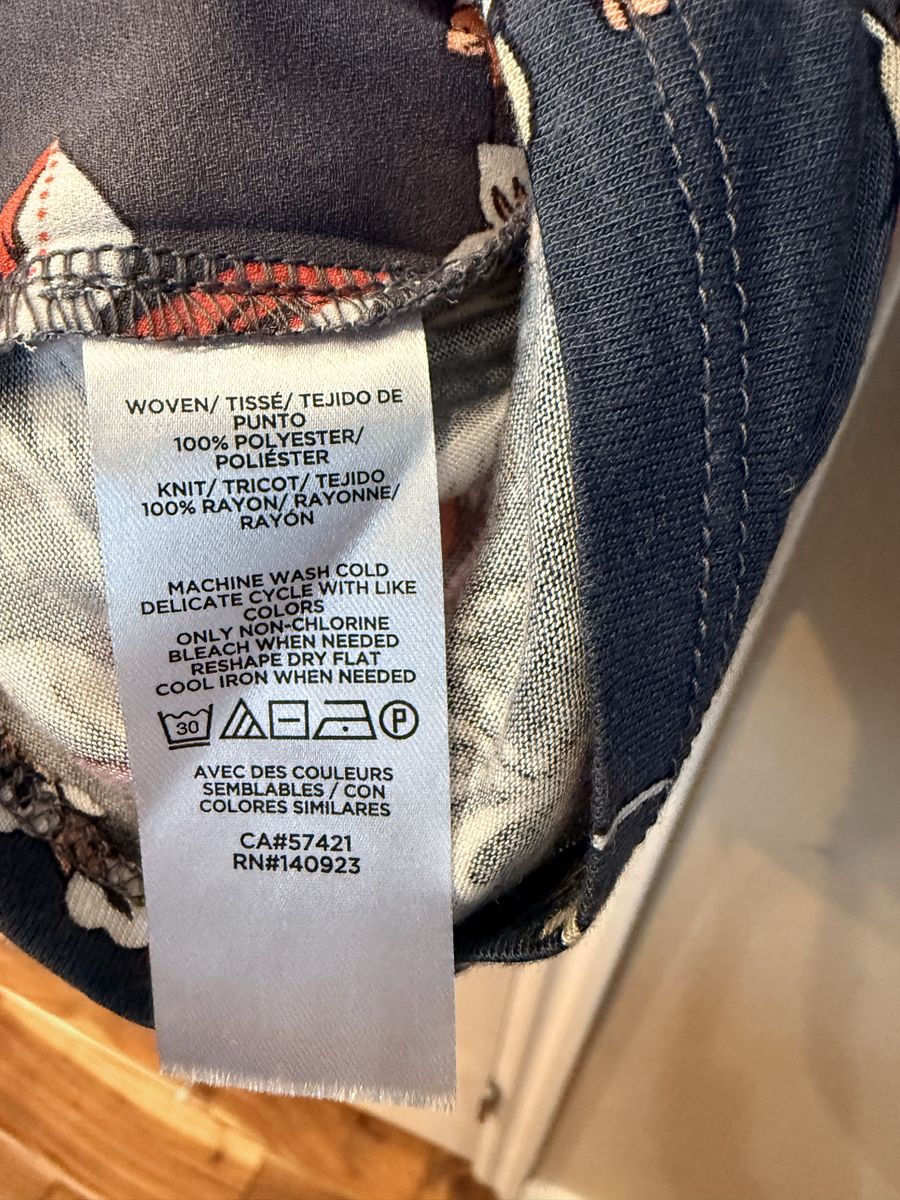 WOVEN/ TISSÉ/ TEJIDO DE
PUNTO
100% POLYESTER/
POLIÉSTER
KNIT/ TRICOT/ TEJIDO
100% RAYON/ RAYONNE/
RAYÓN
MACHINE WASH COLD
DELICATE CYCLE WITH LIKE
COLORS
ONLY NON-CHLORINE
BLEACH WHEN NEEDED
RESHAPE DRY FLAT
COOL IRON WHEN NEEDED
30 P
AVEC DES COULEURS
SEMBLABLES / CON
COLORES SIMILARES
CA#57421
RN#140923